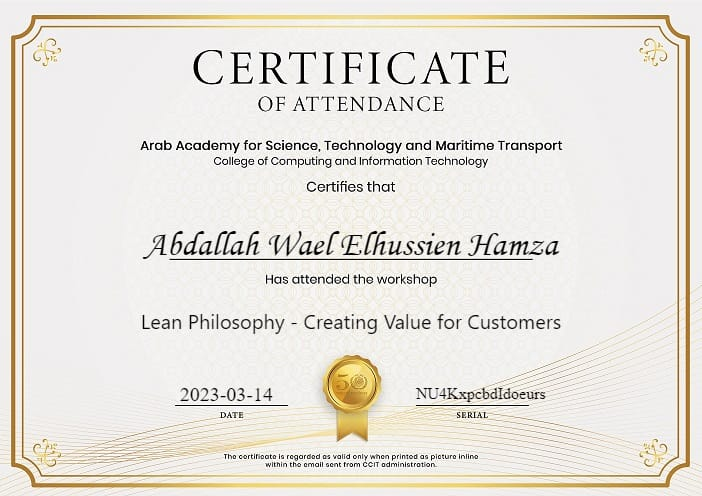 CERTIFICATE
OF ATTENDANCE
Arab Academy for Science, Technology and Maritime Transport
College of Computing and Information Technology
Certifies that
Abdallah Wael Elhussien Hamza
Has attended the workshop
Lean Philosophy - Creating Value for Customers
50
2023-03-14
NU4KxpcbdIdoeurs
DATE
SERIAL
The certificate is regarded as valid only when printed as picture inline
within the email sent from CCIT administration.